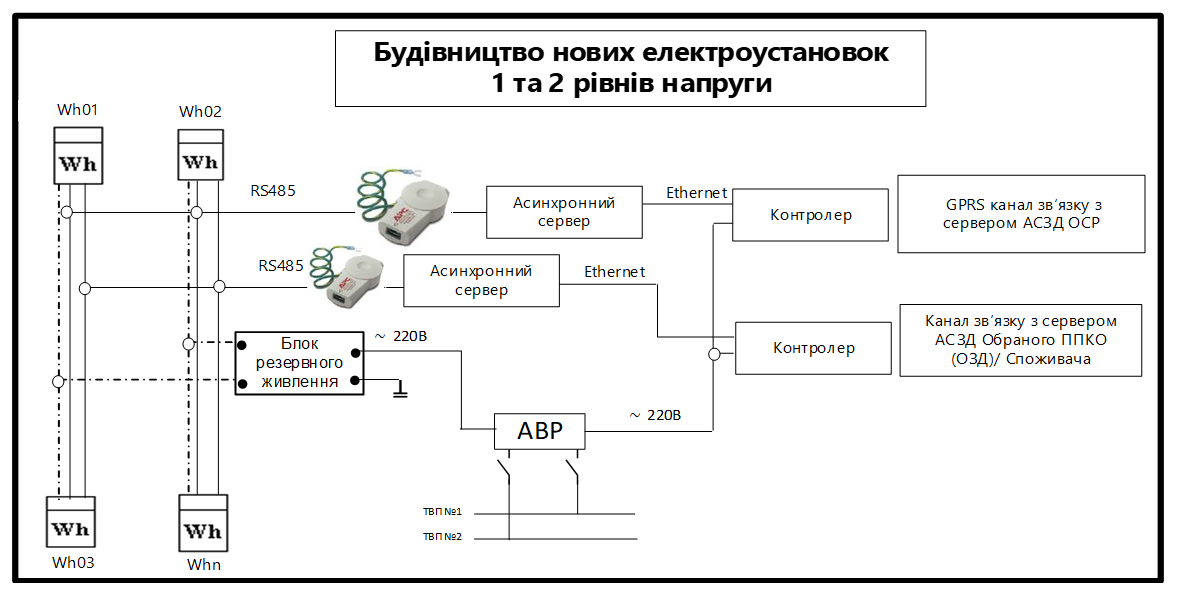 Будівництво нових електроустановок
1 та 2 рівнів напруги
Wh01
Wh02
Wh
Wh
RS485
APC
Асинхронний
сервер
Ethernet
Контролер
GPRS канал зв’язку з
сервером АСЗД ОСР
RS485
APC
Асинхронний
сервер
Ethernet
Контролер
Канал зв’язку з сервером
АСЗД Обраного ППКО
(ОЗД)/ Споживача
Блок
резервного
живлення
~ 220В
АВР
~ 220В
ТВП №1
ТВП №2
Wh
Wh
Wh03
Whn